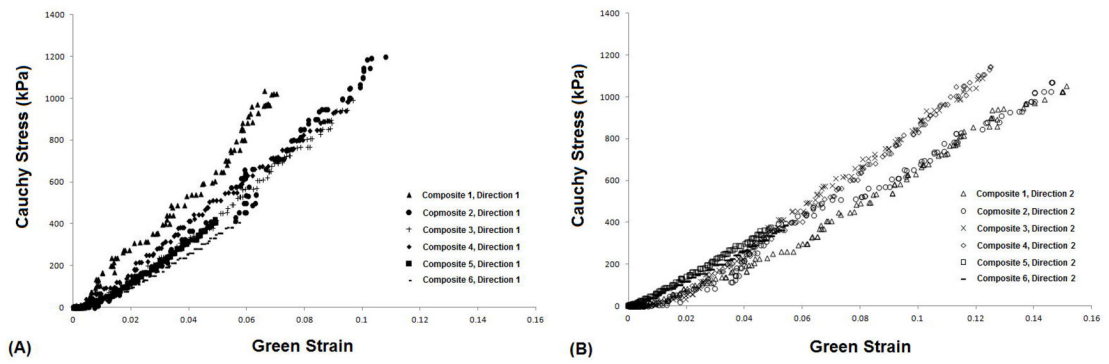 1400
1200
1000
800
600
400
200
0
Cauchy Stress (kPa)
Composite 1, Direction 1
Copmosite 2, Direction 1
Composite 3, Direction 1
Composite 4, Direction 1
Composite 5, Direction 1
Composite 6, Direction 1
0 0.02 0.04 0.06 0.08 0.1 0.12 0.14 0.16
(A) Green Strain
1400
1200
1000
800
600
400
200
0
Cauchy Stress (kPa)
Composite 1, Direction 2
Copmosite 2, Direction 2
Composite 3, Direction 2
Composite 4, Direction 2
Composite 5, Direction 2
Composite 6, Direction 2
0 0.02 0.04 0.06 0.08 0.1 0.12 0.14 0.16
(B) Green Strain